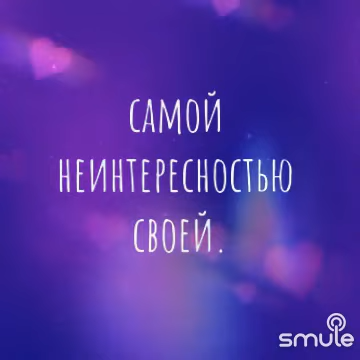 самой
неинтересностью
своей.
smule